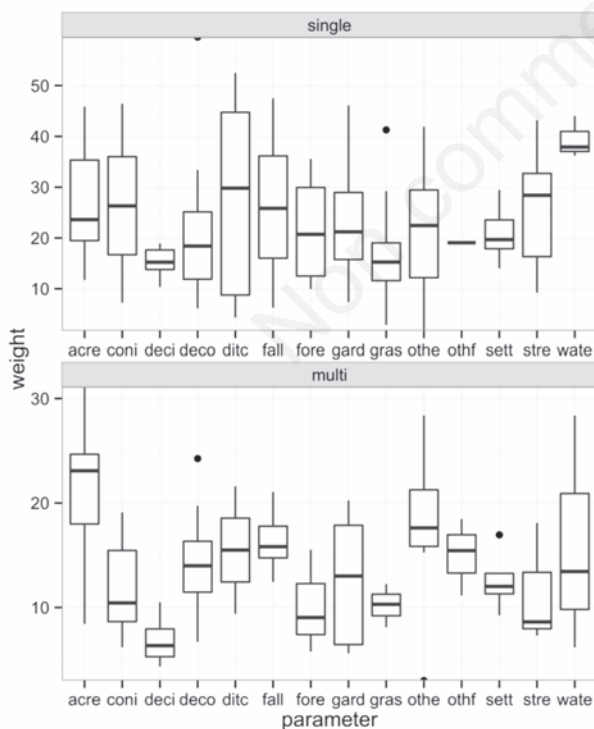 single
50
40
30
20
10
acre coni deci deco ditc fall fore gard gras othe othf sett stre wate
weight
multi
30
20
10
acre coni deci deco ditc fall fore gard gras othe othf sett stre wate
parameter
Non comme